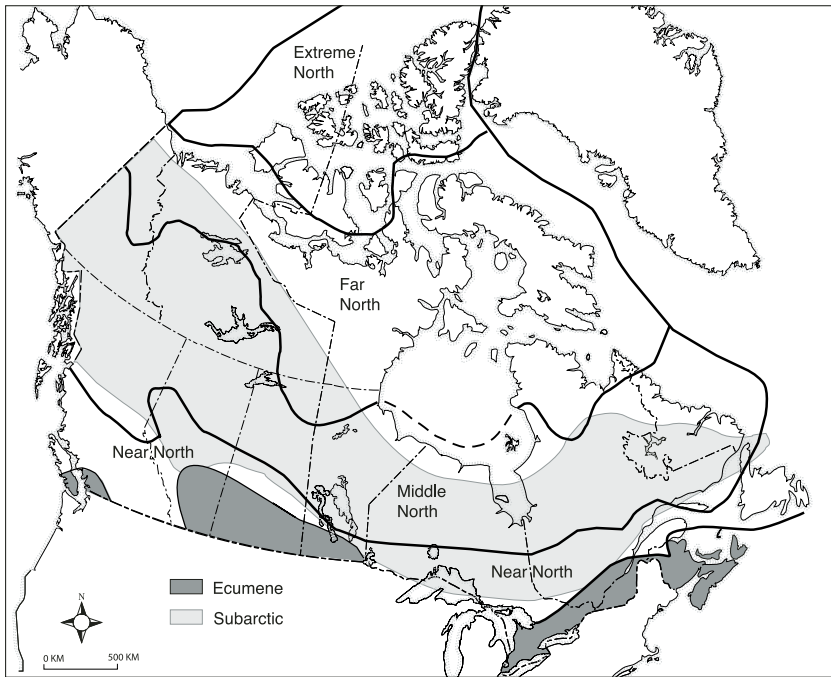 Extreme
North
Far
North
Near North
Middle
North
Near North
Ecumene
Subarctic
N
0 KM 500 KM